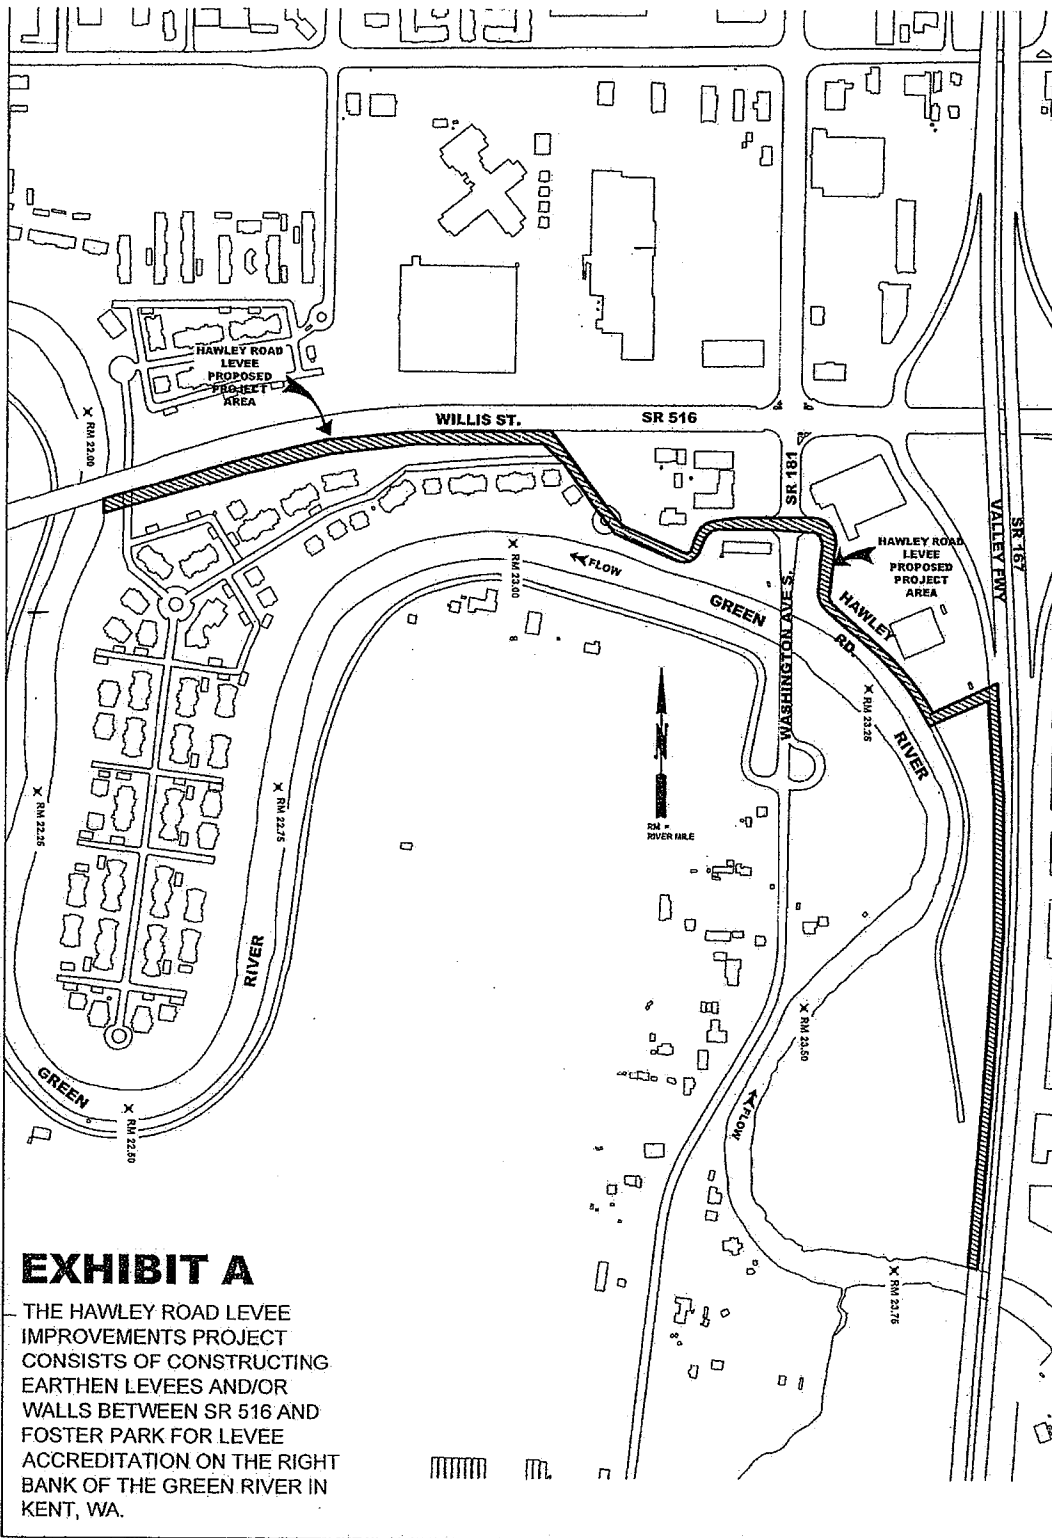 HAWLEY ROAD
LEVEE
PROPOSED
PROJECT
AREA
WILLIS ST.
SR 516
RM 22.00
SR 181
VALLEY FWY
SR 167
HAWLEY ROAD
LEVEE
PROPOSED
PROJECT
AREA
RM 23.00
FLOW
GREEN
WASHINGTON AVE S.
HAWLEY
RD.
RM 23.25
RIVER
N
RM =
RIVER MILE
RM 22.25
RM 22.75
RIVER
RM 23.50
GREEN
RM 22.50
FLOW
RM 23.75
EXHIBIT A
THE HAWLEY ROAD LEVEE
IMPROVEMENTS PROJECT
CONSISTS OF CONSTRUCTING
EARTHEN LEVEES AND/OR
WALLS BETWEEN SR 516 AND
FOSTER PARK FOR LEVEE
ACCREDITATION ON THE RIGHT
BANK OF THE GREEN RIVER IN
KENT, WA.